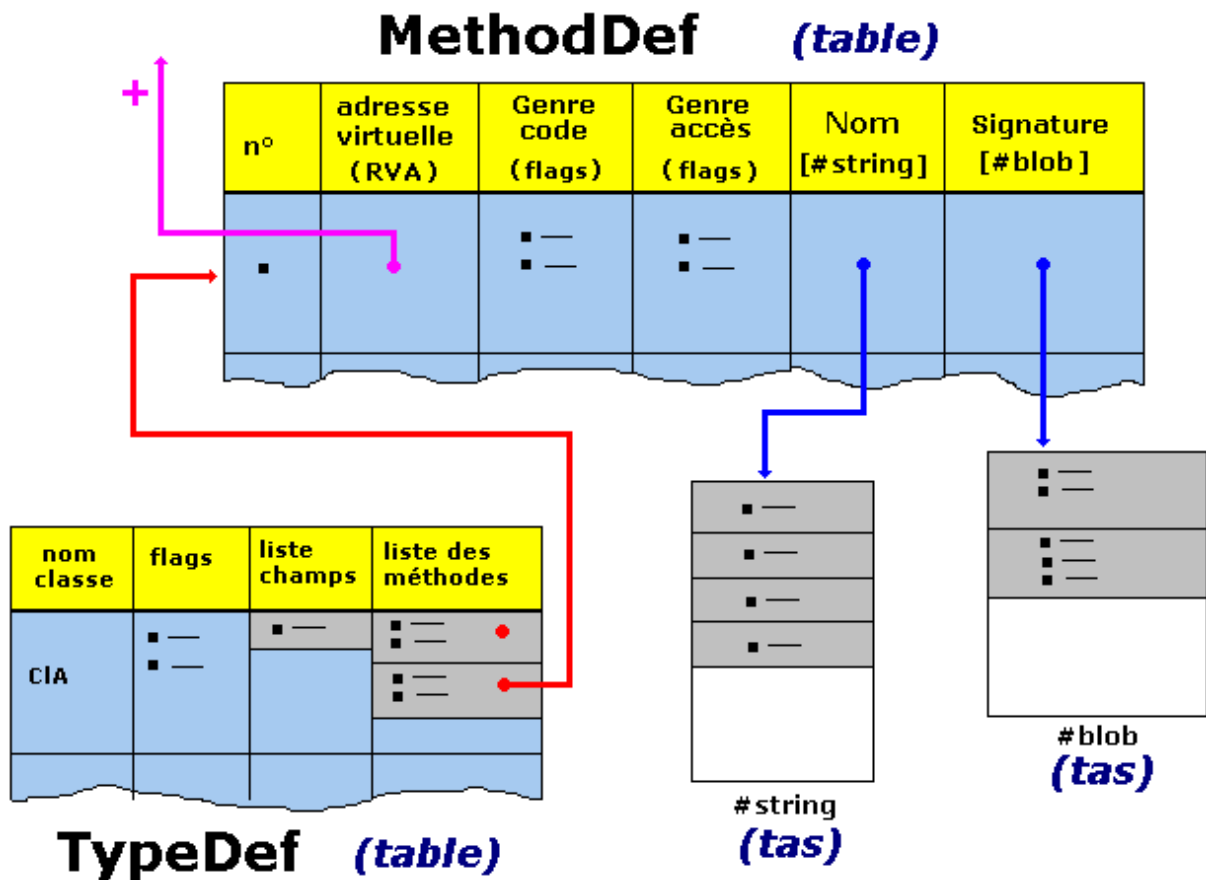 MethodDef (table)
+
n°
adresse
virtuelle
(RVA)
Genre
code
(flags)
Genre
accès
(flags)
Nom
[#string]
Signature
[#blob]
nom
classe
flags
liste
champs
liste des
méthodes
ClA
#string
(tas)
#blob
(tas)
TypeDef (table)